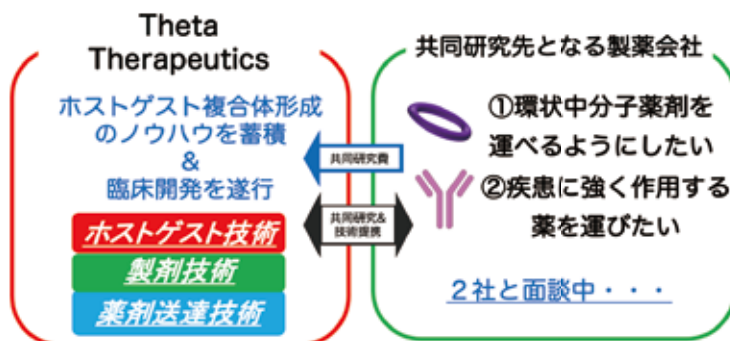 Theta
Therapeutics
ホストゲスト複合体形成
のノウハウを蓄積
&
臨床開発を遂行
ホストゲスト技術
製剤技術
薬剤送達技術
共同研究費
共同研究&
技術提携
共同研究先となる製薬会社
①環状中分子薬剤を
運べるようにしたい
②疾患に強く作用する
薬を運びたい
２社と面談中・・・